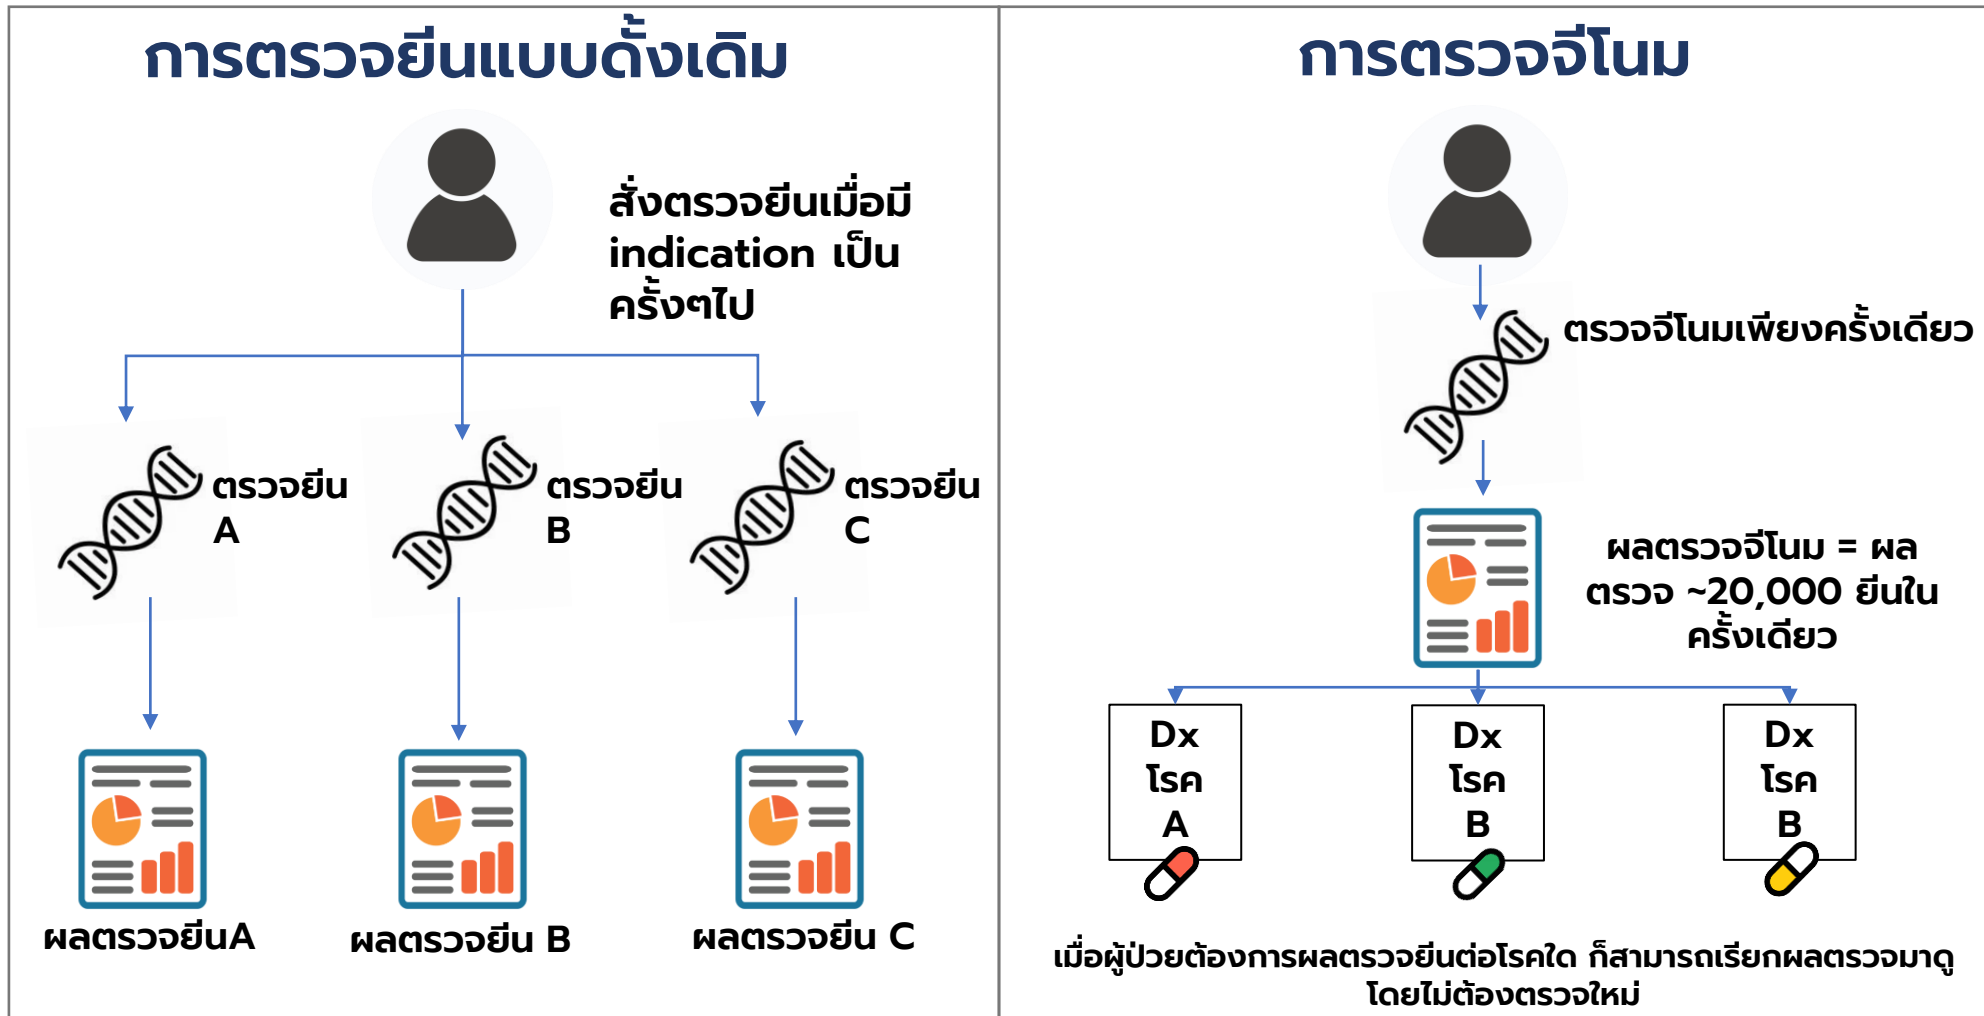 การตรวจยีนแบบดั้งเดิม
สั่งตรวจยีนเมื่อมี
indication เป็น
ครั้งๆไป
ตรวจยีน
A
ตรวจยีน
B
ตรวจยีน
C
ผลตรวจยีนA
ผลตรวจยีน B
ผลตรวจยีน C
การตรวจจีโนม
ตรวจจีโนมเพียงครั้งเดียว
ผลตรวจจีโนม = ผล
ตรวจ ~20,000 ยีนใน
ครั้งเดียว
Dx
โรค
A
Dx
โรค
B
Dx
โรค
B
เมื่อผู้ป่วยต้องการผลตรวจยีนต่อโรคใด ก็สามารถเรียกผลตรวจมาดู
โดยไม่ต้องตรวจใหม่